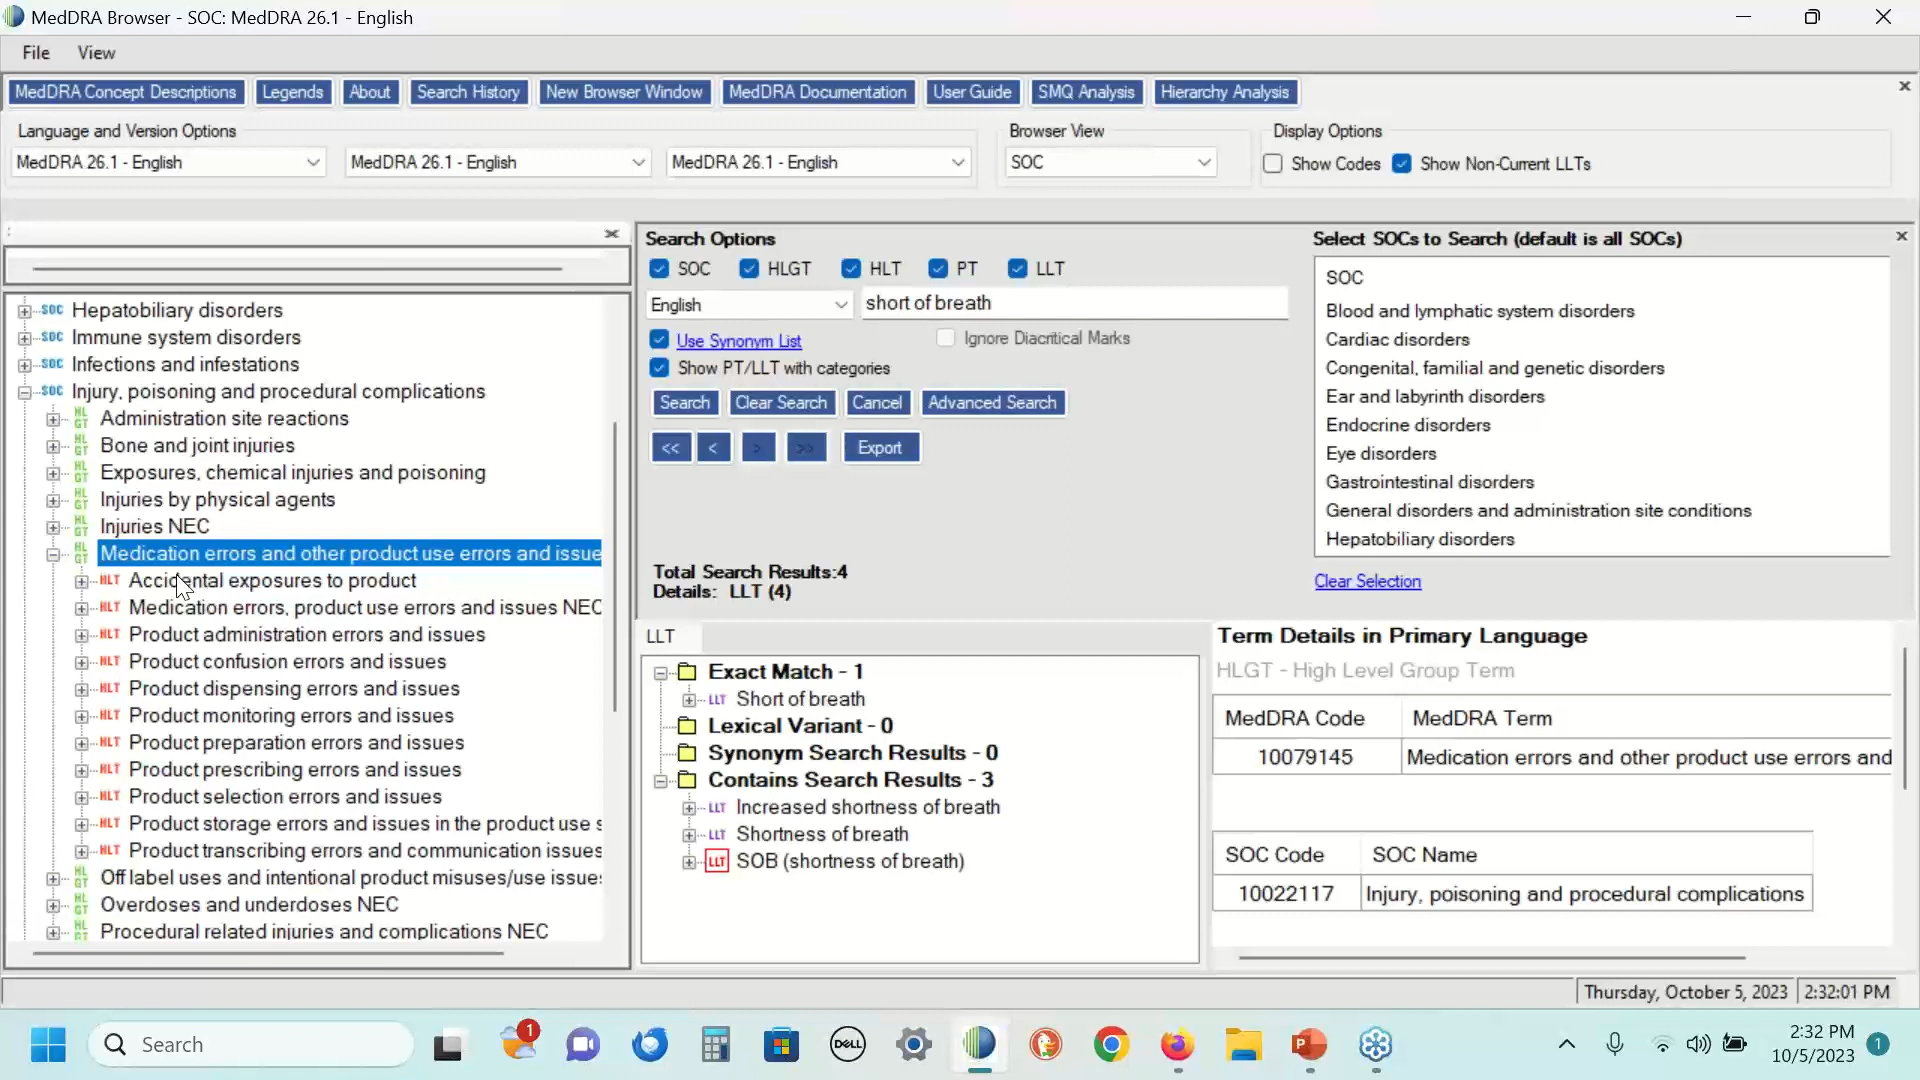 MedDRA Browser - SOC: MedDRA 26.1 - English
File View
MedDRA Concept Descriptions Legends About Search History New Browser Window MedDRA Documentation User Guide SMQ Analysis Hierarchy Analysis
Language and Version Options Browser View Display Options
MedDRA 26.1 - English MedDRA 26.1 - English MedDRA 26.1 - English SOC Show Codes Show Non-Current LLTs
SOC Hepatobiliary disorders
SOC Immune system disorders
SOC Infections and infestations
SOC Injury, poisoning and procedural complications
HLGT Administration site reactions
HLGT Bone and joint injuries
HLGT Exposures, chemical injuries and poisoning
HLGT Injuries by physical agents
HLGT Injuries NEC
HLGT Medication errors and other product use errors and issue
HLT Accidental exposures to product
HLT Medication errors, product use errors and issues NEC
HLT Product administration errors and issues
HLT Product confusion errors and issues
HLT Product dispensing errors and issues
HLT Product monitoring errors and issues
HLT Product preparation errors and issues
HLT Product prescribing errors and issues
HLT Product selection errors and issues
HLT Product storage errors and issues in the product use s
HLT Product transcribing errors and communication issues
HLGT Off label uses and intentional product misuses/use issues
HLGT Overdoses and underdoses NEC
HLGT Procedural related injuries and complications NEC
Search Options
SOC HLGT HLT PT LLT
English short of breath
Use Synonym List Ignore Diacritical Marks
Show PT/LLT with categories
Search Clear Search Cancel Advanced Search
<< < > >> Export
Total Search Results:4
Details: LLT (4)
Select SOCs to Search (default is all SOCs)
SOC
Blood and lymphatic system disorders
Cardiac disorders
Congenital, familial and genetic disorders
Ear and labyrinth disorders
Endocrine disorders
Eye disorders
Gastrointestinal disorders
General disorders and administration site conditions
Hepatobiliary disorders
Clear Selection
LLT
Exact Match - 1
LLT Short of breath
Lexical Variant - 0
Synonym Search Results - 0
Contains Search Results - 3
LLT Increased shortness of breath
LLT Shortness of breath
LLT SOB (shortness of breath)
Term Details in Primary Language
HLGT - High Level Group Term
MedDRA Code MedDRA Term
10079145 Medication errors and other product use errors and
SOC Code SOC Name
10022117 Injury, poisoning and procedural complications
Thursday, October 5, 2023 2:32:01 PM
Search 1 DELL 2:32 PM 1
10/5/2023